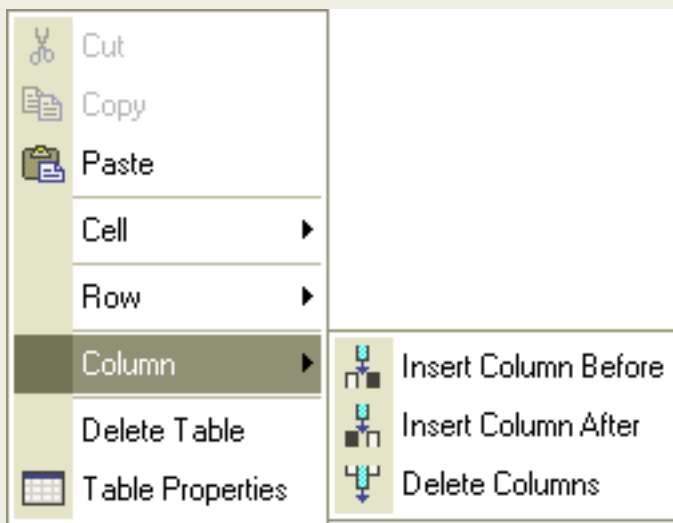 Cut
Copy
Paste
Cell
Row
Column
Delete Table
Table Properties
Insert Column Before
Insert Column After
Delete Columns